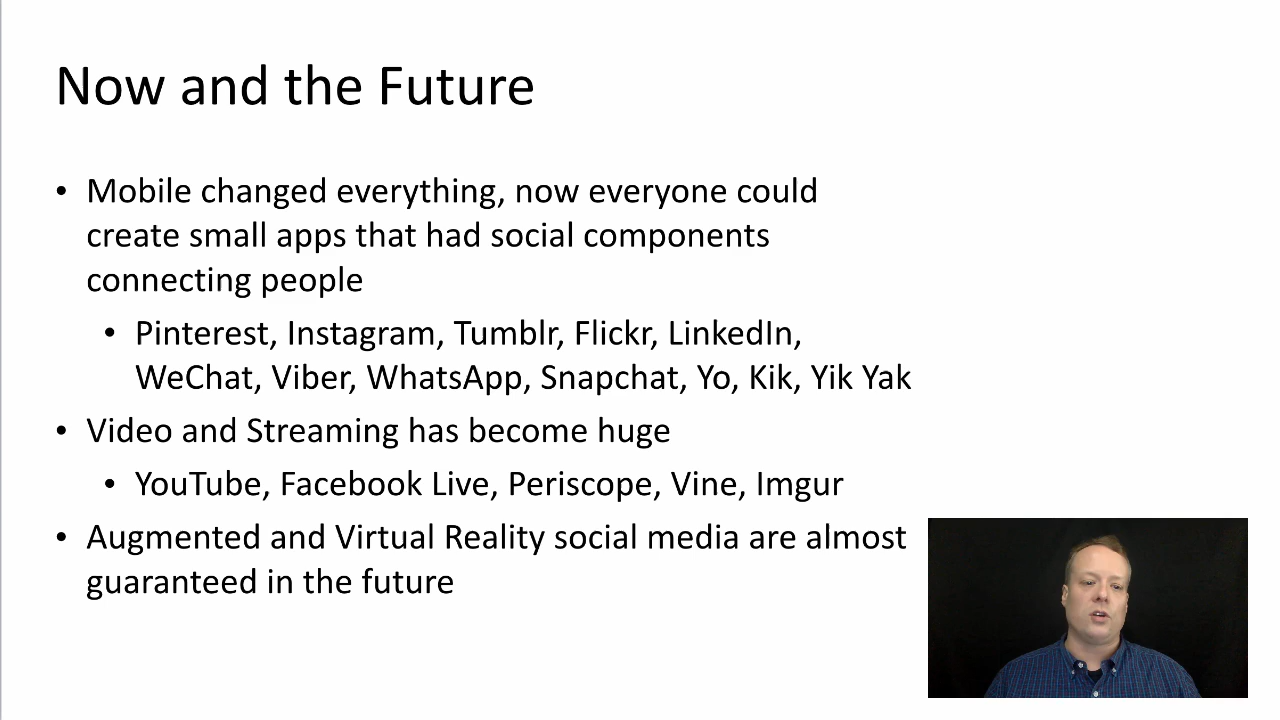 Now and the Future
• Mobile changed everything, now everyone could
create small apps that had social components
connecting people
• Pinterest, Instagram, Tumblr, Flickr, LinkedIn,
WeChat, Viber, WhatsApp, Snapchat, Yo, Kik, Yik Yak
• Video and Streaming has become huge
• YouTube, Facebook Live, Periscope, Vine, Imgur
• Augmented and Virtual Reality social media are almost
guaranteed in the future